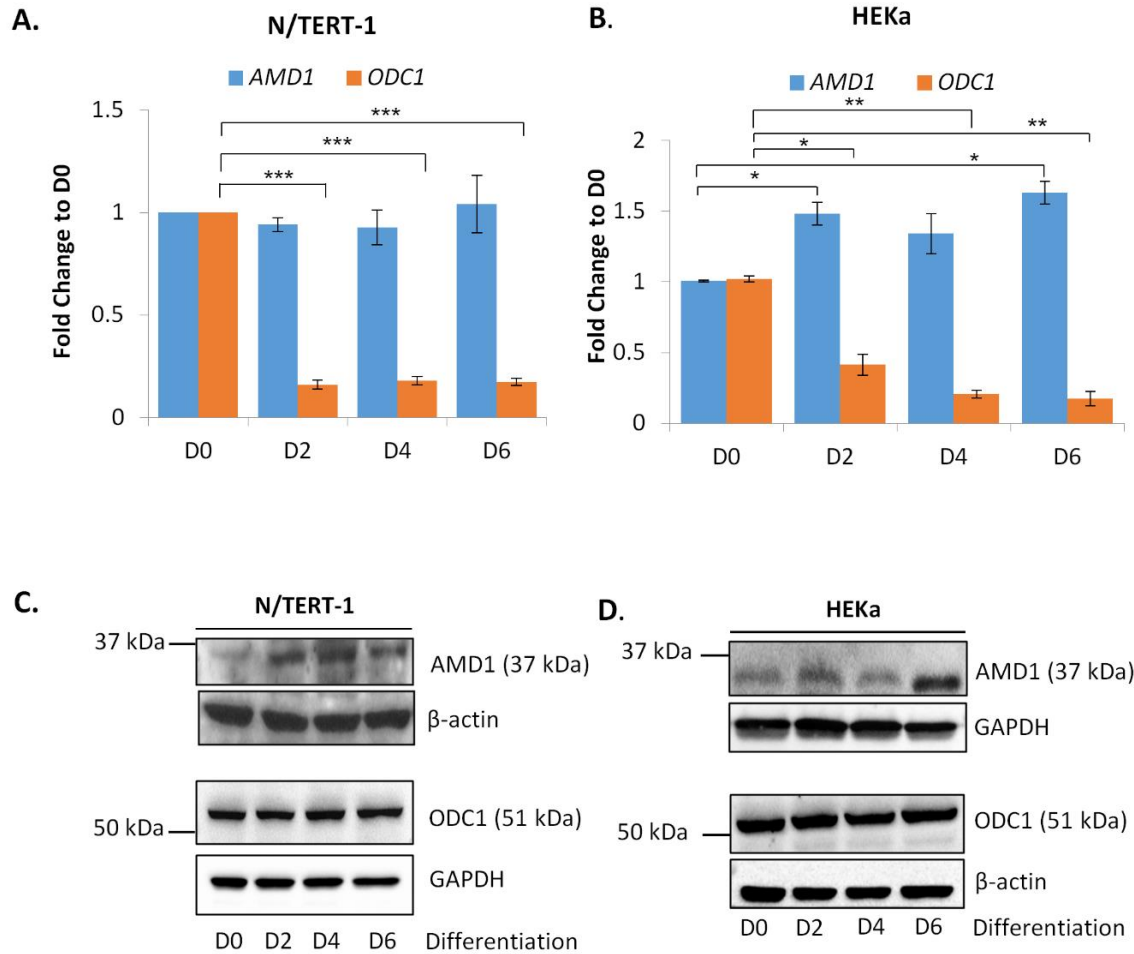 A.
N/TERT-1
AMD1 ODC1
Fold Change to D0
1.5
1
0.5
0
***
***
***
D0 D2 D4 D6
B.
HEKa
AMD1 ODC1
Fold Change to D0
2
1.5
1
0.5
0
**
**
*
*
*
D0 D2 D4 D6
C.
N/TERT-1
37 kDa
AMD1 (37 kDa)
β-actin
ODC1 (51 kDa)
50 kDa
GAPDH
D0 D2 D4 D6 Differentiation
D.
HEKa
37 kDa
AMD1 (37 kDa)
GAPDH
ODC1 (51 kDa)
50 kDa
β-actin
D0 D2 D4 D6 Differentiation